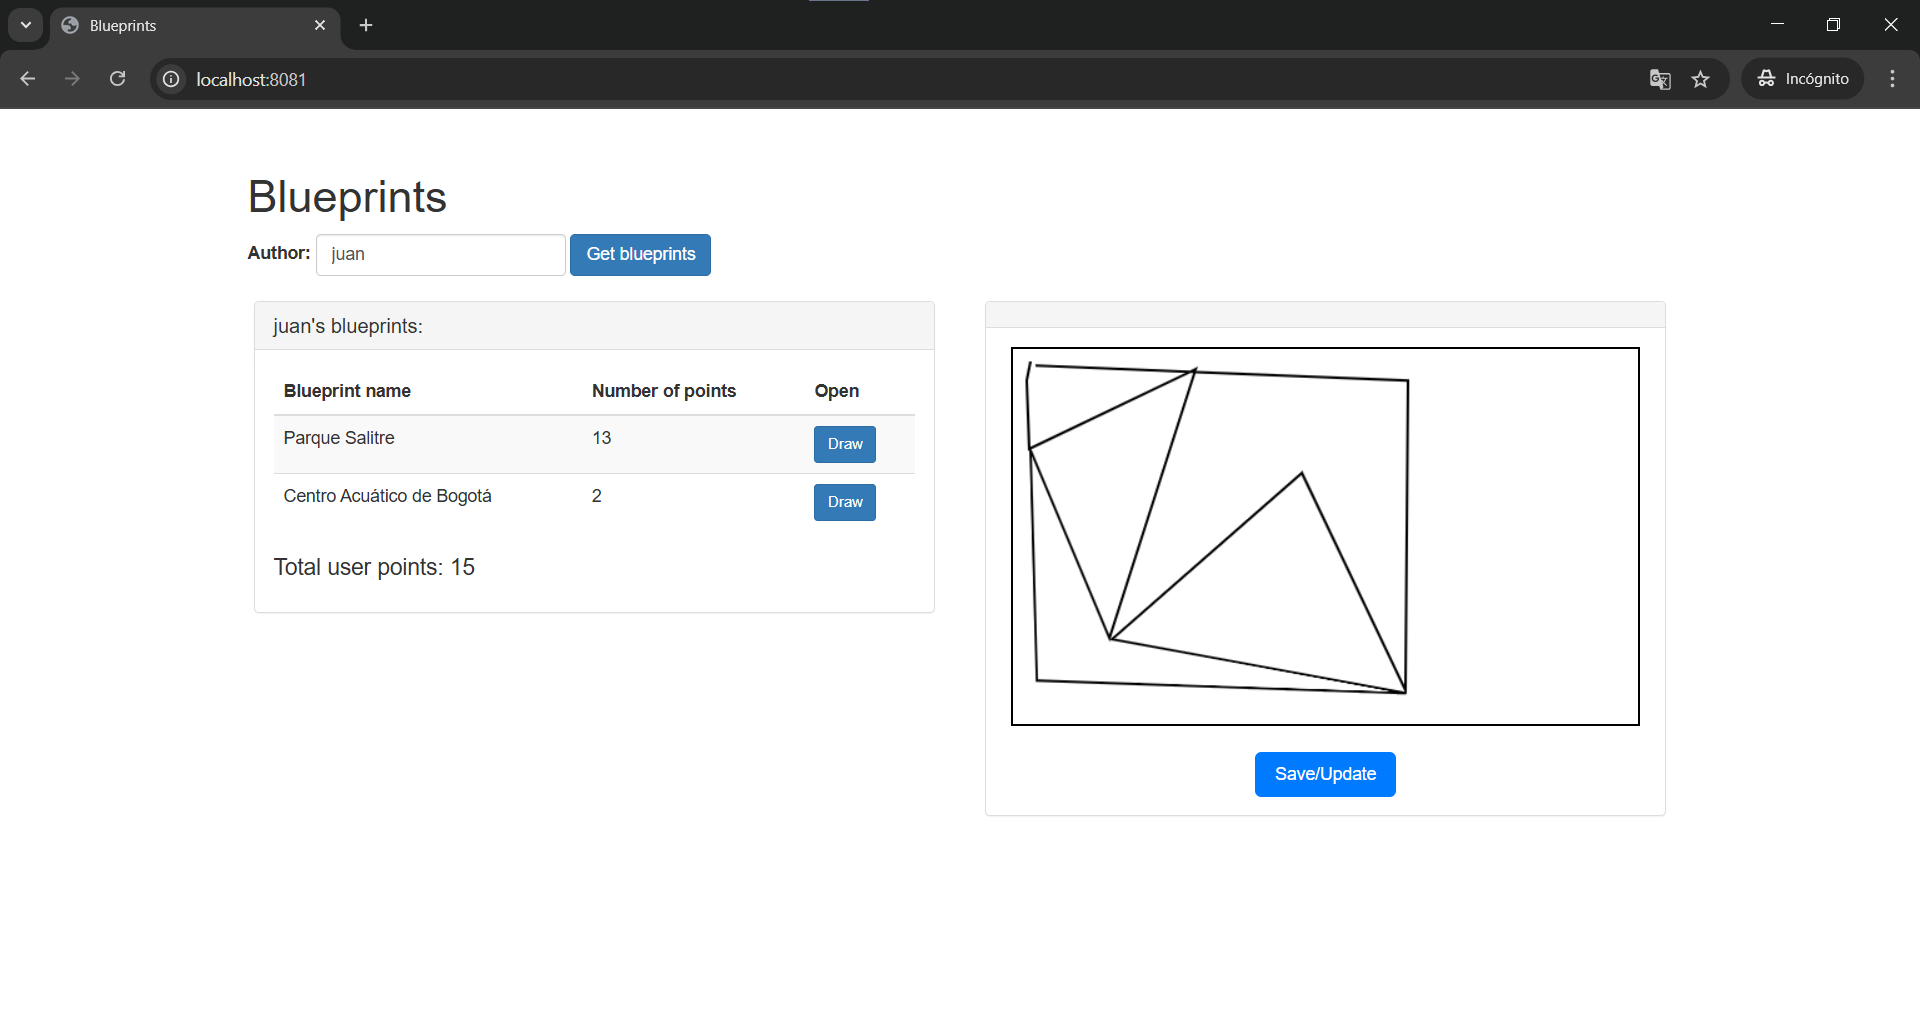 Blueprints
localhost:8081
Incógnito
Blueprints
Author: juan Get blueprints
juan's blueprints:
Blueprint name Number of points Open
Parque Salitre 13 Draw
Centro Acuático de Bogotá 2 Draw
Total user points: 15
Save/Update